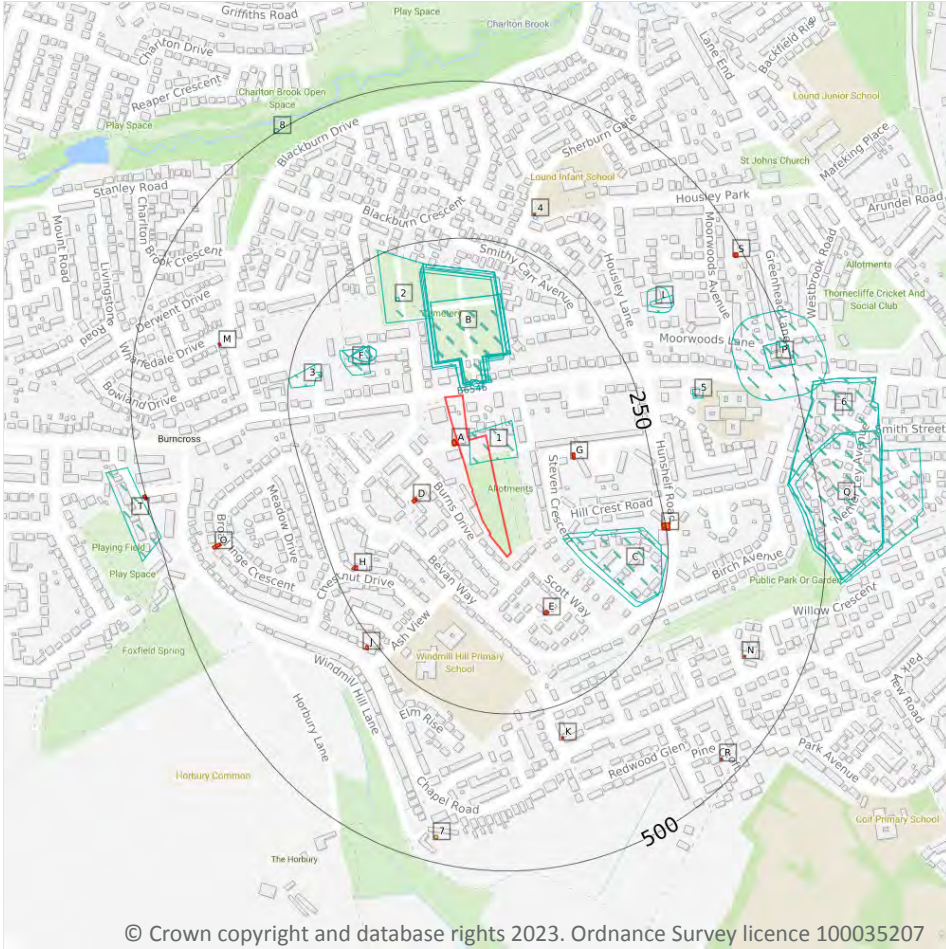 Griffiths Road
Play Space
Charlton Brook
Charlton Drive
Lane End
Backfield Rise
Reaper Crescent
Charlton Brook Open
Space
Lound Junior School
Play Space
8
Blackburn Drive
Sherburn Gate
Mafeking Place
St Johns Church
Stanley Road
Lound Infant School
Housley Park
4
Arundel Road
Mount Road
Livingstone
Road
Charlton
Brook Crescent
Blackburn Crescent
Moorwoods Avenue
S
Greenhead
Westbrook Road
Smithy Carr Avenue
Housley Lane
Allotments
Derwent Drive
2
B
Cemetery
L
Thorncliffe Cricket And
Social Club
Wharfedale Drive
M
F
Moorwoods Lane
P
3
B6546
5
Bowland Drive
250
6
Burncross
A
1
Smith Street
G
Steven Crescent
Hunshelf Road
Allotments
D
Burns Drive
Meadow Drive
Q
T
Hill Crest Road
O
Playing Field
C
Birch Avenue
H
Chestnut Drive
Play Space
Bevan Way
Scott Way
Public Park Or Garden
Willow Crescent
E
Ash View
Foxfield Spring
J
Windmill Hill Primary
School
N
Windmill Hill Lane
Horbury Lane
Elm Rise
K
R
Redwood Glen
Park Avenue
Horbury Common
Chapel Road
500
7
Golf Primary School
The Horbury
© Crown copyright and database rights 2023. Ordnance Survey licence 100035207